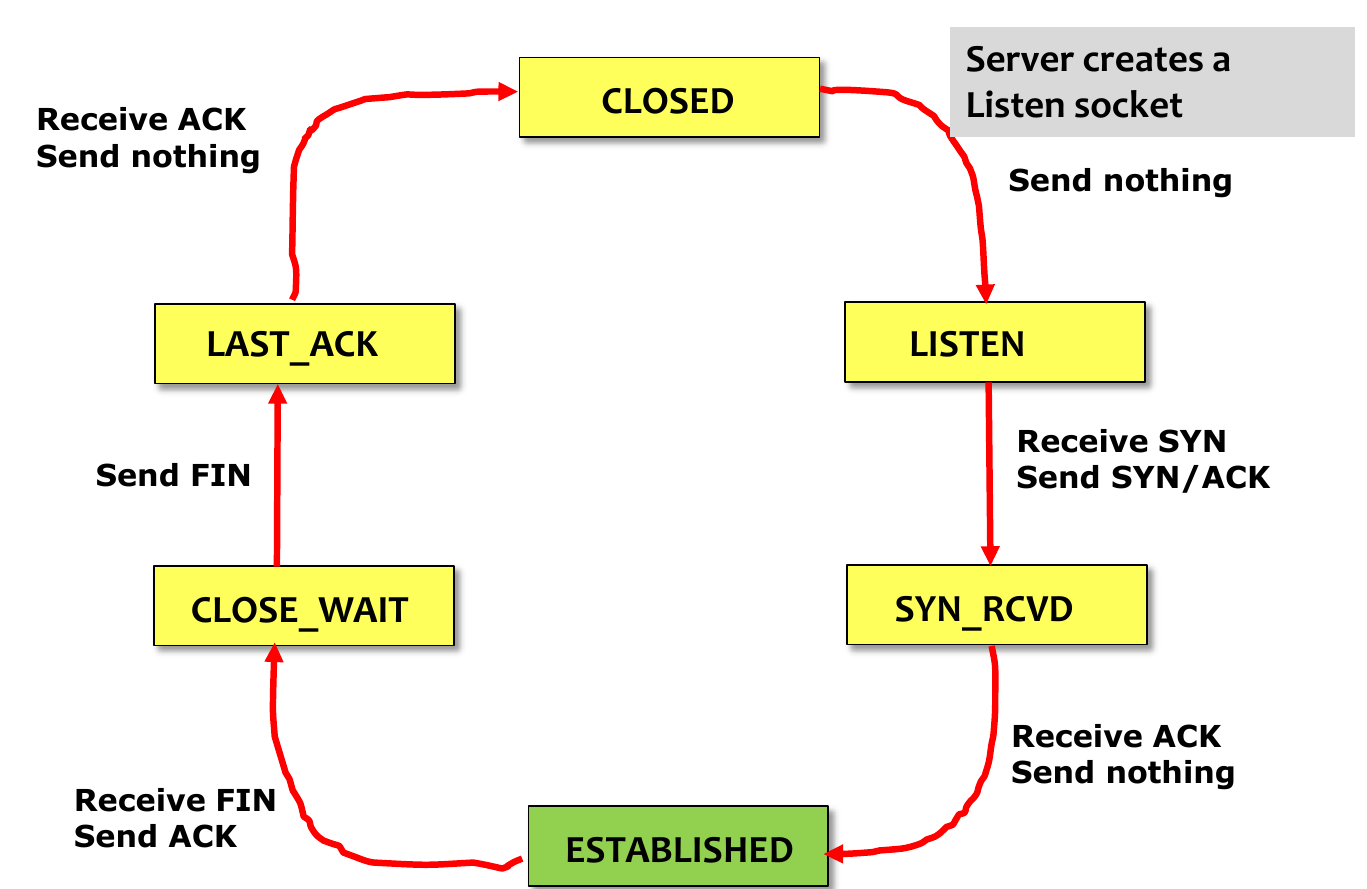 CLOSED
Server creates a
Listen socket
Receive ACK
Send nothing
Send nothing
LAST_ACK
LISTEN
Send FIN
Receive SYN
Send SYN/ACK
CLOSE_WAIT
SYN_RCVD
Receive FIN
Send ACK
Receive ACK
Send nothing
ESTABLISHED